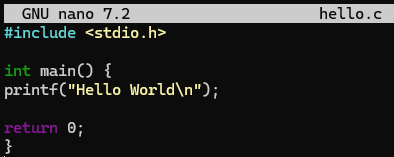 GNU nano 7.2 hello.c
#include <stdio.h>
int main() {
printf("Hello World\n");
return 0;
}